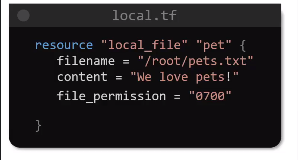 local.tf
resource "local_file" "pet" {
filename = "/root/pets.txt"
content = "We love pets!"
file_permission = "0700"
}